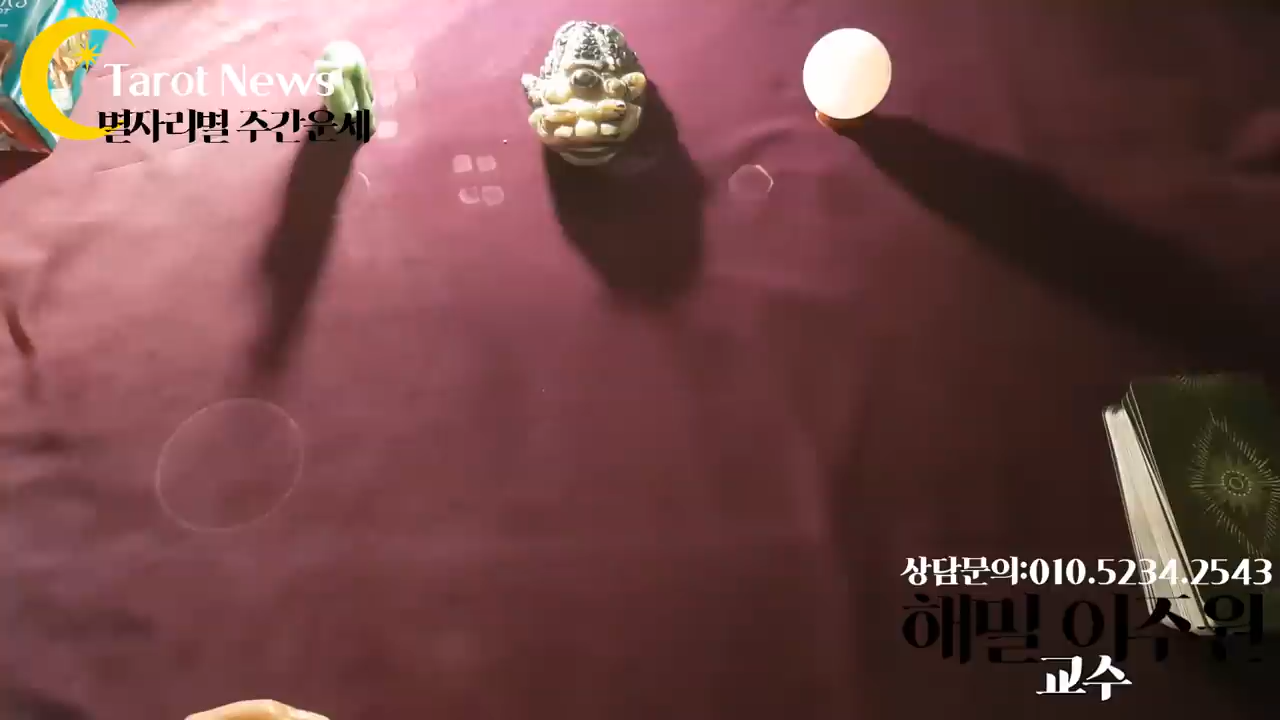 Tarot News
별자리별 주간운세
상담문의:010.5234.2543
해밀 이주원
교수